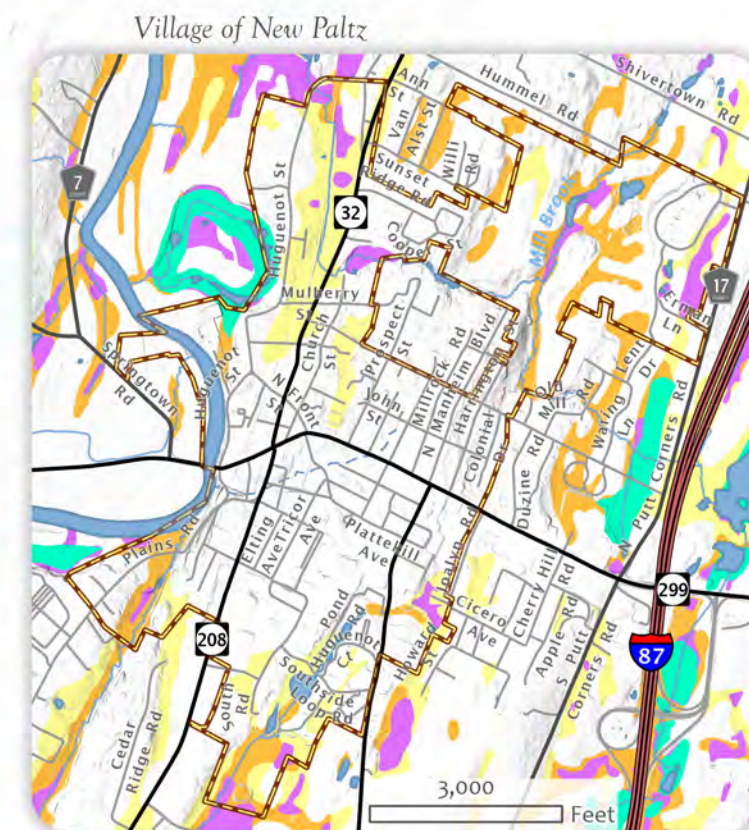 Village of New Paltz
Ann
St
Hummel Rd
Shivertown Rd
Van
Alst St
Willi
Rd
Sunset
Ridge Rd
7
32
Huguenot St
Coope St
Mill Brook
17
Erman
Ln
Mulberry
St
Church
St
Prospect
St
Millrock Rd
N Manheim Blvd
Harrington St
Lent
Dr
Springtown
Rd
Huguenot
St
N Front
St
John
St
Colonial
Dr
Old
Mill Rd
Waring
Ln
Duzine Rd
N Putt Corners Rd
Plains Rd
Elting
Ave
Tricor
Ave
Plattekill
Ave
Joalyn Rd
Cicero
Ave
Cherry Hill
Rd
299
208
Pond
Rd
Huguenot
Ct
Howard
St
Apple Rd
S Putt
Corners Rd
87
Southside
Loop Rd
South
Rd
Cedar
Ridge Rd
3,000
Feet